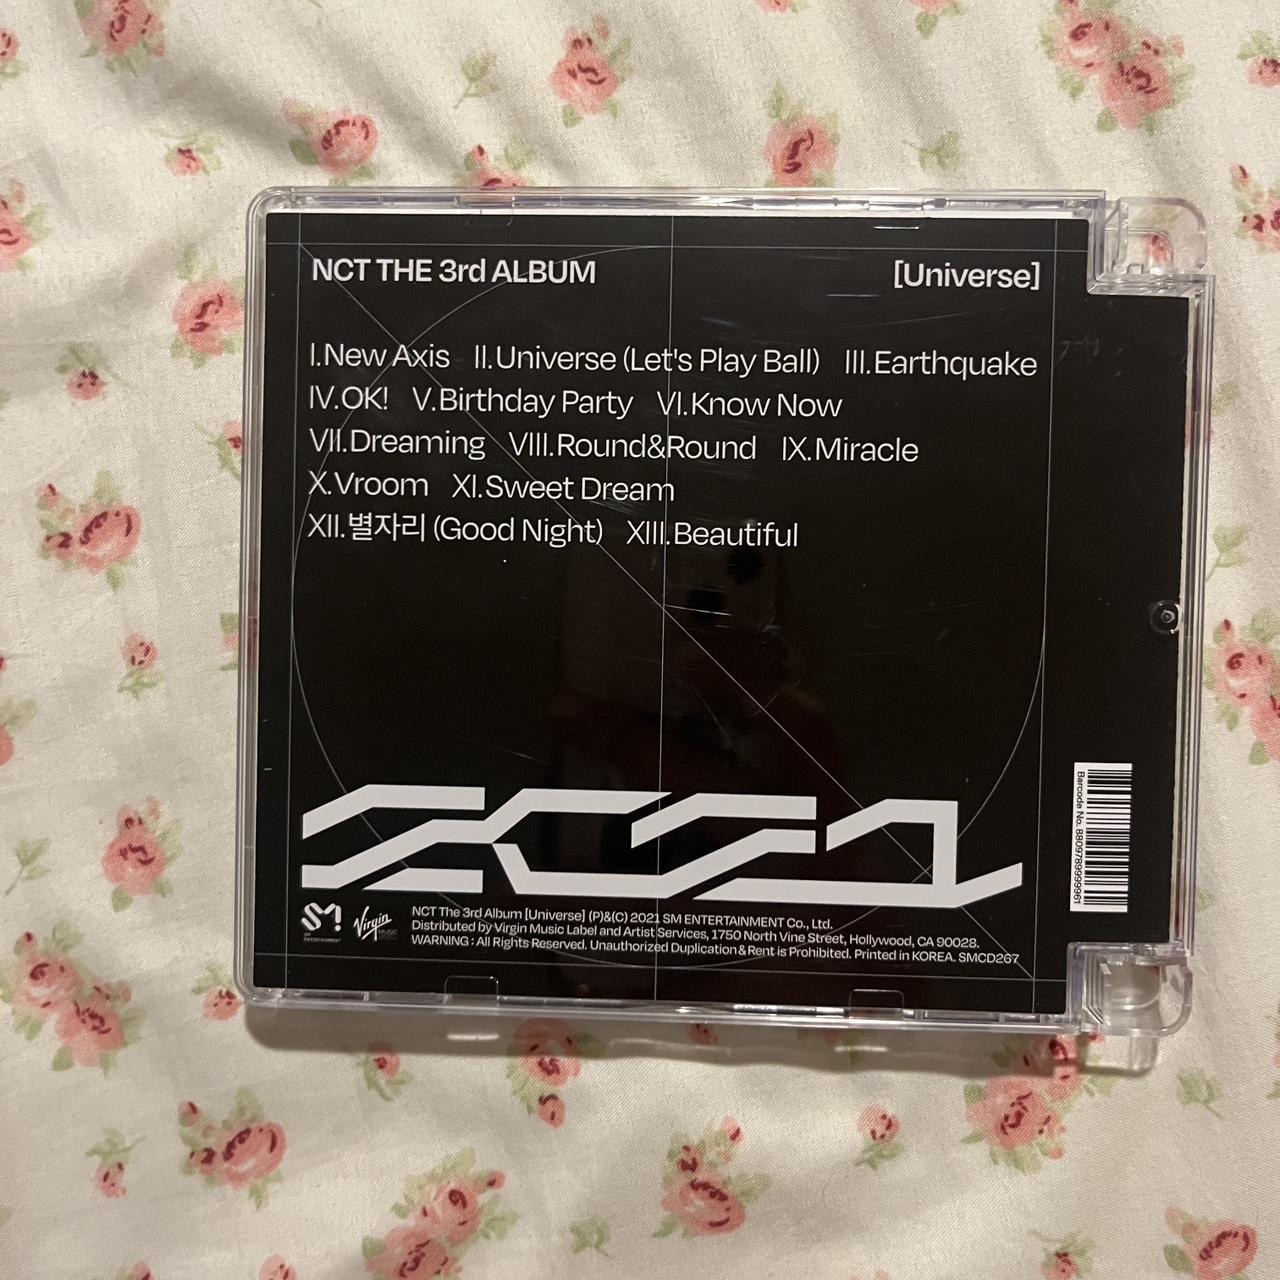 NCT THE 3rd ALBUM [Universe]
I.New Axis II.Universe (Let's Play Ball) III.Earthquake
IV.OK! V.Birthday Party VI.Know Now
VII.Dreaming VIII.Round&Round IX.Miracle
X.Vroom XI.Sweet Dream
XII.별자리 (Good Night) XIII.Beautiful
2021
SM ENTERTAINMENT
Virgin MUSIC
NCT The 3rd Album [Universe] (P)&(C) 2021 SM ENTERTAINMENT Co., Ltd.
Distributed by Virgin Music Label and Artist Services, 1750 North Vine Street, Hollywood, CA 90028.
WARNING : All Rights Reserved. Unauthorized Duplication & Rent is Prohibited. Printed in KOREA. SMCD267
Barcode No. 8809789999961